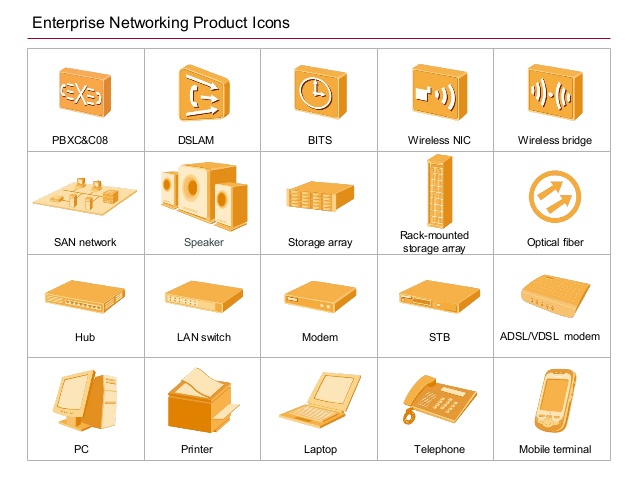 Enterprise Networking Product Icons
PBXC&C08
DSLAM
BITS
Wireless NIC
Wireless bridge
SAN network
Speaker
Storage array
Rack-mounted
storage array
Optical fiber
Hub
LAN switch
Modem
STB
ADSL/VDSL modem
PC
Printer
Laptop
Telephone
Mobile terminal